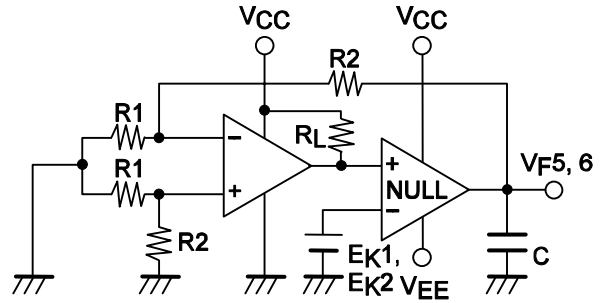 VCC
VCC
R2
R1
RL
R1
R2
−
+
+
NULL
−
VF5, 6
EK1,
EK2
VEE
C